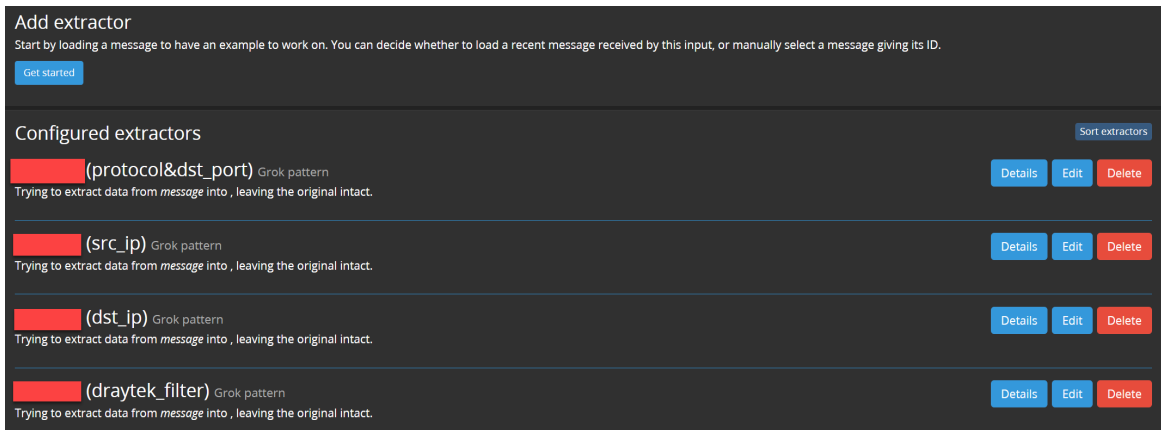 Add extractor
Start by loading a message to have an example to work on. You can decide whether to load a recent message received by this input, or manually select a message giving its ID.
Get started
Configured extractors
Sort extractors
(protocol&dst_port) Grok pattern
Details Edit Delete
Trying to extract data from message into , leaving the original intact.
(src_ip) Grok pattern
Details Edit Delete
Trying to extract data from message into , leaving the original intact.
(dst_ip) Grok pattern
Details Edit Delete
Trying to extract data from message into , leaving the original intact.
(draytek_filter) Grok pattern
Details Edit Delete
Trying to extract data from message into , leaving the original intact.